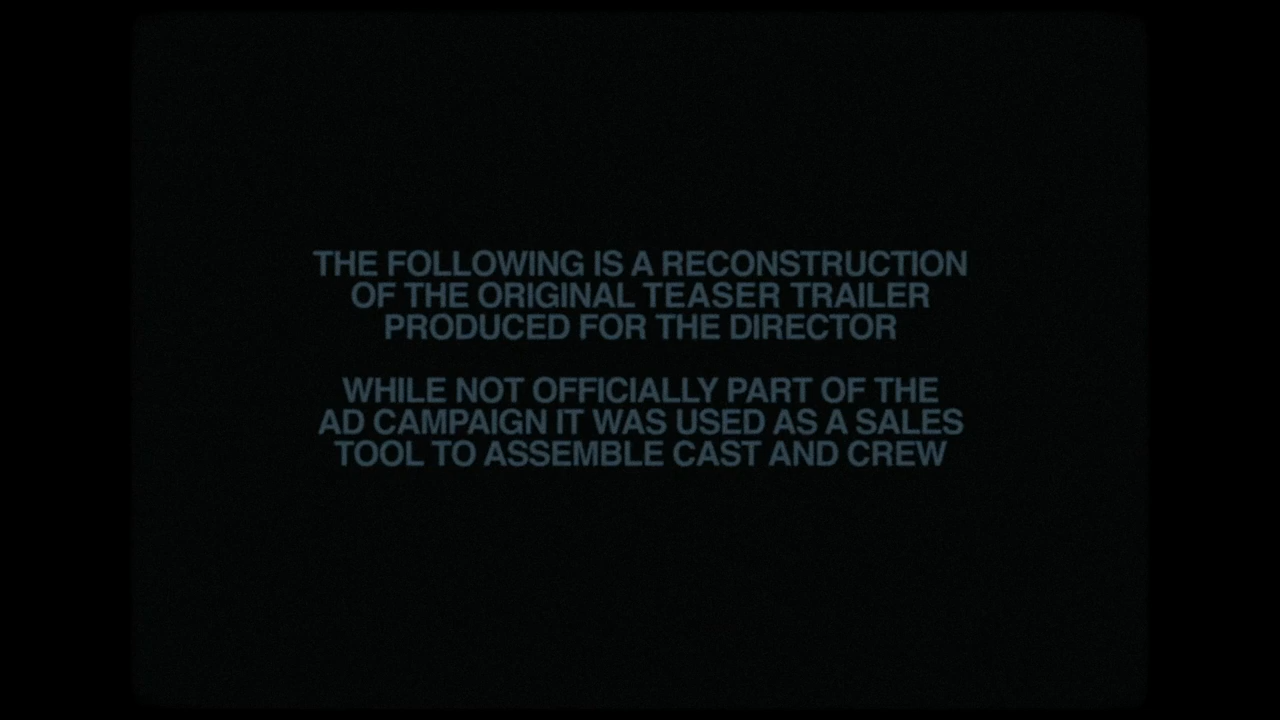 THE FOLLOWING IS A RECONSTRUCTION
OF THE ORIGINAL TEASER TRAILER
PRODUCED FOR THE DIRECTOR
WHILE NOT OFFICIALLY PART OF THE
AD CAMPAIGN IT WAS USED AS A SALES
TOOL TO ASSEMBLE CAST AND CREW